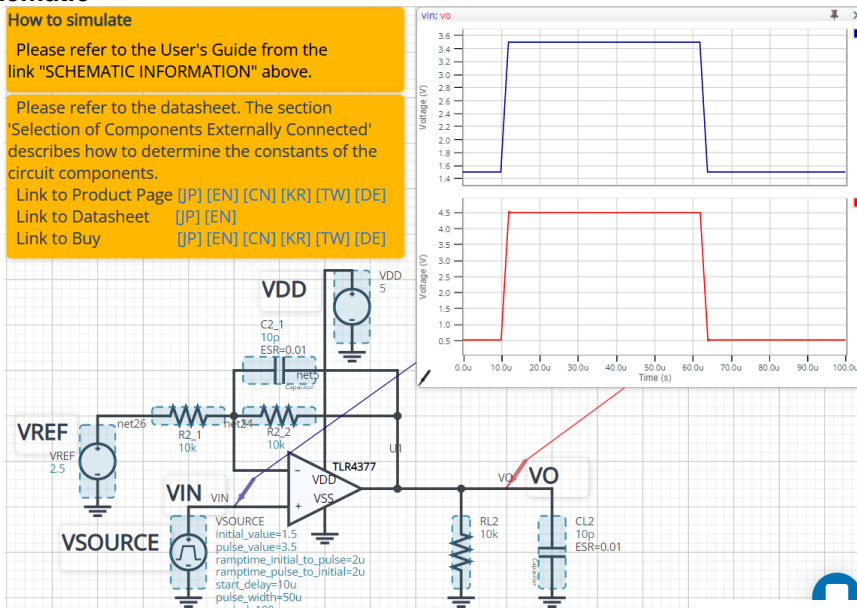 How to simulate
Please refer to the User's Guide from the
link "SCHEMATIC INFORMATION" above.
Please refer to the datasheet. The section
'Selection of Components Externally Connected'
describes how to determine the constants of the
circuit components.
Link to Product Page [JP] [EN] [CN] [KR] [TW] [DE]
Link to Datasheet [JP] [EN]
Link to Buy [JP] [EN] [CN] [KR] [TW] [DE]
vin; vo
Voltage (V)
3.6
3.4
3.2
3.0
2.8
2.6
2.4
2.2
2.0
1.8
1.6
1.4
Voltage (V)
4.5
4.0
3.5
3.0
2.5
2.0
1.5
1.0
0.5
0.0u 10.0u 20.0u 30.0u 40.0u 50.0u 60.0u 70.0u 80.0u 90.0u 100.0u
Time (s)
VDD
VDD
5
C2_1
10p
ESR=0.01
net5
Capacitor
net26
R2_1
10k
net24
R2_2
10k
VREF
VREF
2.5
U1
TLR4377
VDD
VSS
VIN
VIN
VO
VO
VSOURCE
VSOURCE
initial_value=1.5
pulse_value=3.5
ramptime_initial_to_pulse=2u
ramptime_pulse_to_initial=2u
start_delay=10u
pulse_width=50u
RL2
10k
CL2
10p
ESR=0.01
Capacitor